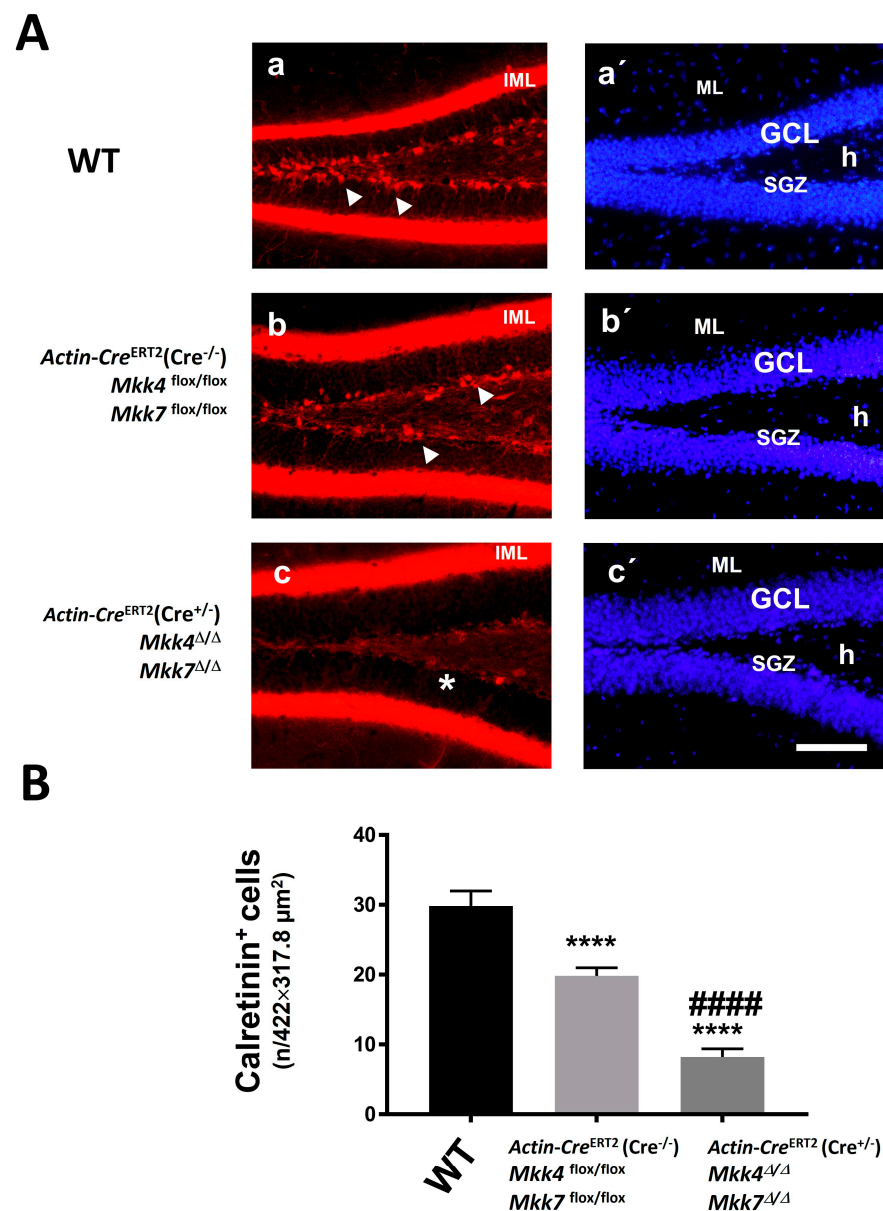 A
WT
a
IML
a´
ML
GCL
h
SGZ
Actin-Creᴱᴿᵀ²(Cre⁻/⁻)
Mkk4 flox/flox
Mkk7 flox/flox
b
IML
b´
ML
GCL
h
SGZ
Actin-Creᴱᴿᵀ²(Cre⁺/⁻)
Mkk4Δ/Δ
Mkk7Δ/Δ
c
IML
*
c´
ML
GCL
h
SGZ
B
Calretinin⁺ cells
(n/422×317.8 µm²)
40
30
20
10
0
****
####
****
WT
Actin-Creᴱᴿᵀ² (Cre⁻/⁻)
Mkk4 flox/flox
Mkk7 flox/flox
Actin-Creᴱᴿᵀ² (Cre⁺/⁻)
Mkk4Δ/Δ
Mkk7Δ/Δ